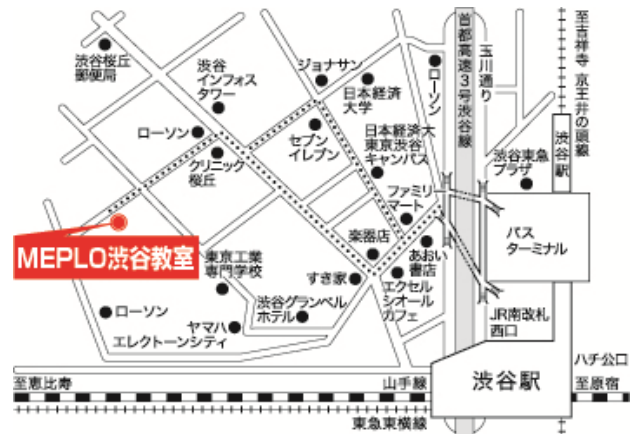 渋谷桜丘
郵便局
渋谷
インフォス
タワー
ジョナサン
日本経済
大学
ローソン
首都高速3号渋谷線
玉川通り
至吉祥寺 京王井の頭線
渋谷駅
ローソン
セブン
イレブン
日本経済大
東京渋谷
キャンパス
渋谷東急
プラザ
クリニック
桜丘
ファミリ
マート
バス
ターミナル
MEPLO渋谷教室
楽器店
あおい
書店
東京工業
専門学校
すき家
エクセル
シオール
カフェ
ローソン
渋谷グランベル
ホテル
ヤマハ
エレクトーンシティ
JR南改札
西口
ハチ公口
渋谷駅
至恵比寿
山手線
至原宿
東急東横線